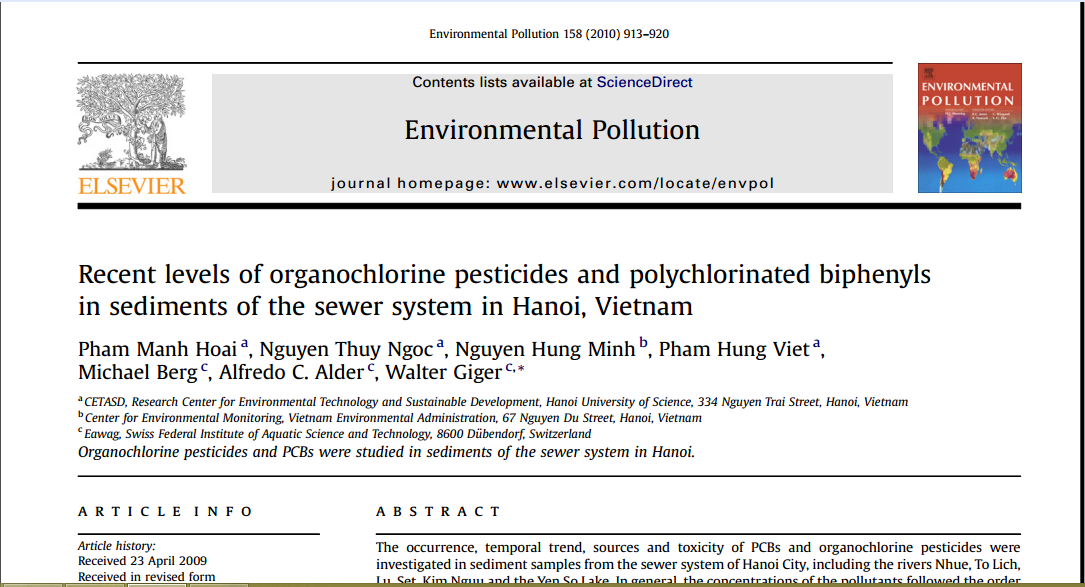 Environmental Pollution 158 (2010) 913–920
Contents lists available at ScienceDirect
Environmental Pollution
journal homepage: www.elsevier.com/locate/envpol
ELSEVIER
ENVIRONMENTAL
POLLUTION
Recent levels of organochlorine pesticides and polychlorinated biphenyls
in sediments of the sewer system in Hanoi, Vietnam
Pham Manh Hoai a, Nguyen Thuy Ngoc a, Nguyen Hung Minh b, Pham Hung Viet a,
Michael Berg c, Alfredo C. Alder c, Walter Giger c,*
a CETASD, Research Center for Environmental Technology and Sustainable Development, Hanoi University of Science, 334 Nguyen Trai Street, Hanoi, Vietnam
b Center for Environmental Monitoring, Vietnam Environmental Administration, 67 Nguyen Du Street, Hanoi, Vietnam
c Eawag, Swiss Federal Institute of Aquatic Science and Technology, 8600 Dübendorf, Switzerland
Organochlorine pesticides and PCBs were studied in sediments of the sewer system in Hanoi.
ARTICLE INFO
Article history:
Received 23 April 2009
Received in revised form
ABSTRACT
The occurrence, temporal trend, sources and toxicity of PCBs and organochlorine pesticides were
investigated in sediment samples from the sewer system of Hanoi City, including the rivers Nhue, To Lich,
Lu, Set, Kim Nguu and the Yen So Lake. In general, the concentrations of the pollutants followed the order